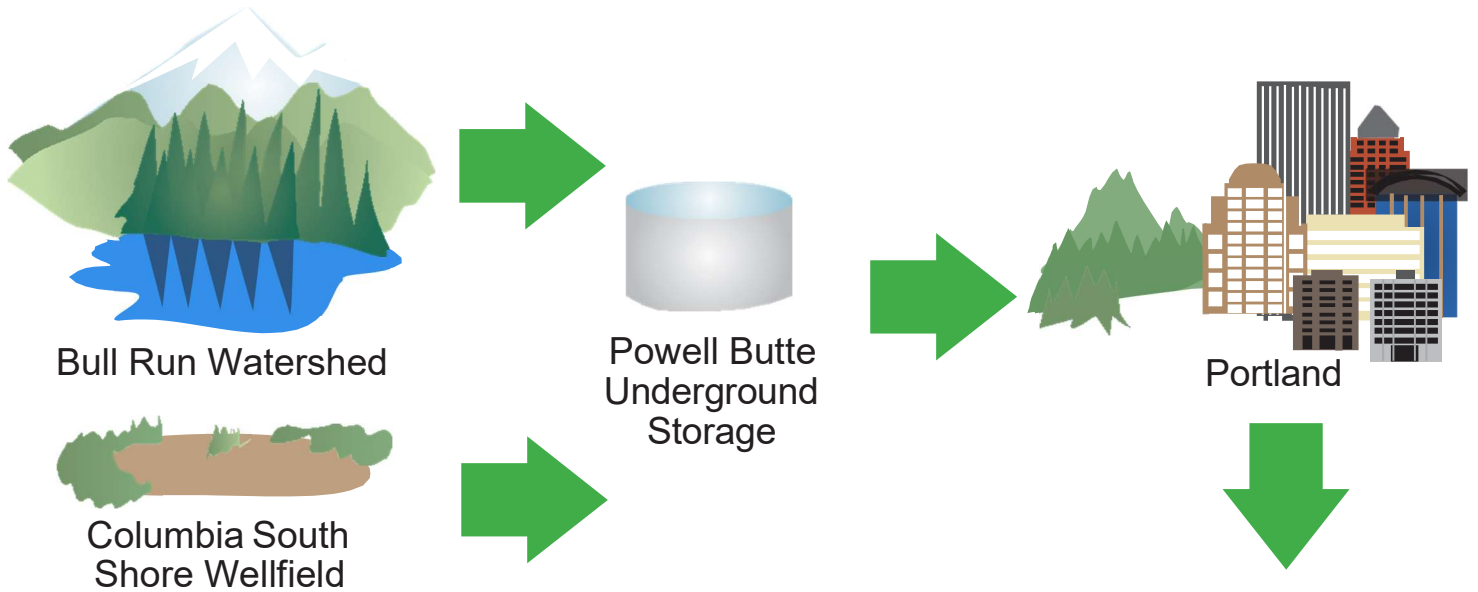 Bull Run Watershed
Columbia South
Shore Wellfield
Powell Butte
Underground
Storage
Portland